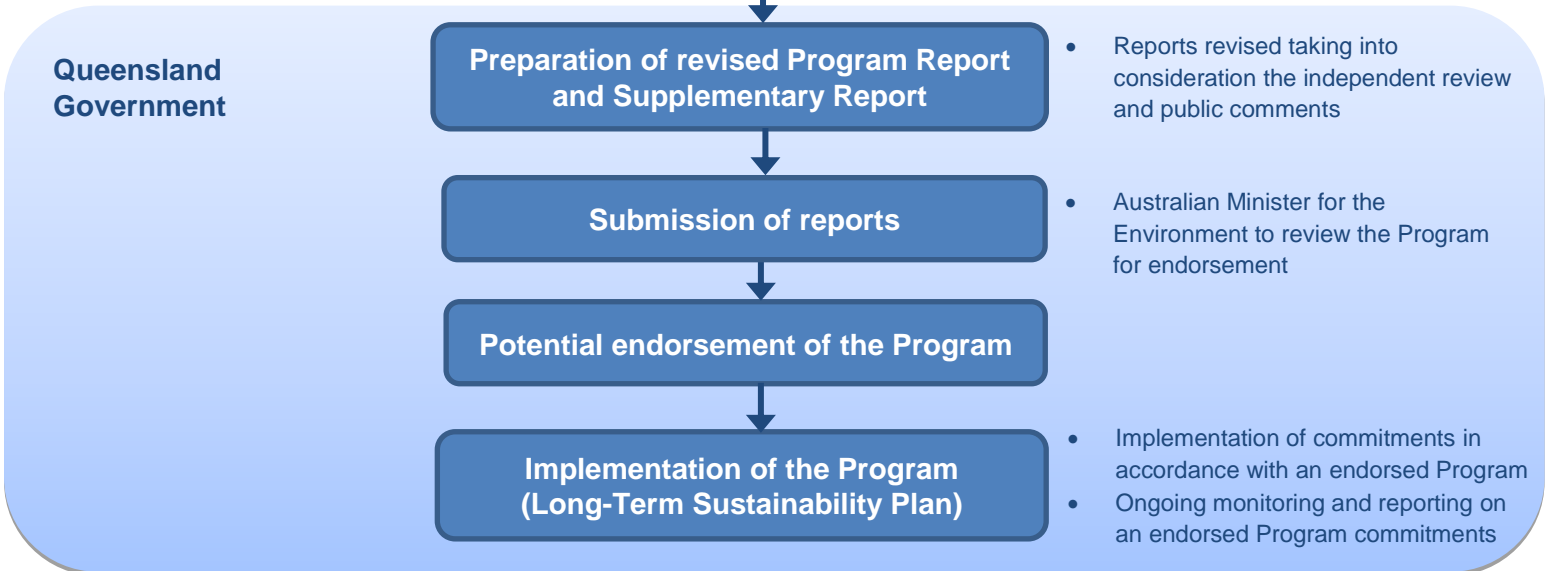 Queensland
Government
Preparation of revised Program Report
and Supplementary Report
• Reports revised taking into
consideration the independent review
and public comments
Submission of reports
• Australian Minister for the
Environment to review the Program
for endorsement
Potential endorsement of the Program
Implementation of the Program
(Long-Term Sustainability Plan)
• Implementation of commitments in
accordance with an endorsed Program
• Ongoing monitoring and reporting on
an endorsed Program commitments